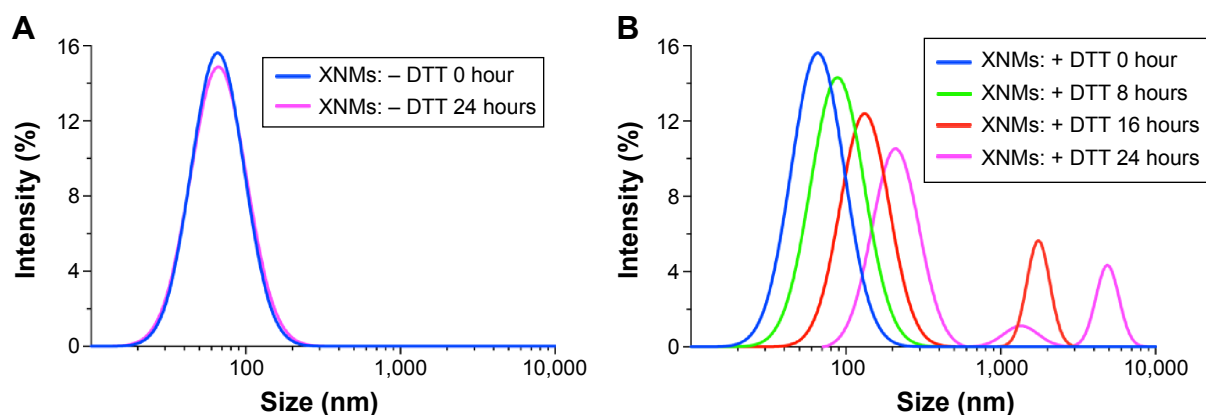 A
XNMs: – DTT 0 hour
XNMs: – DTT 24 hours
Intensity (%)
16
12
8
4
0
100
1,000
10,000
Size (nm)
B
XNMs: + DTT 0 hour
XNMs: + DTT 8 hours
XNMs: + DTT 16 hours
XNMs: + DTT 24 hours
Intensity (%)
16
12
8
4
0
100
1,000
10,000
Size (nm)